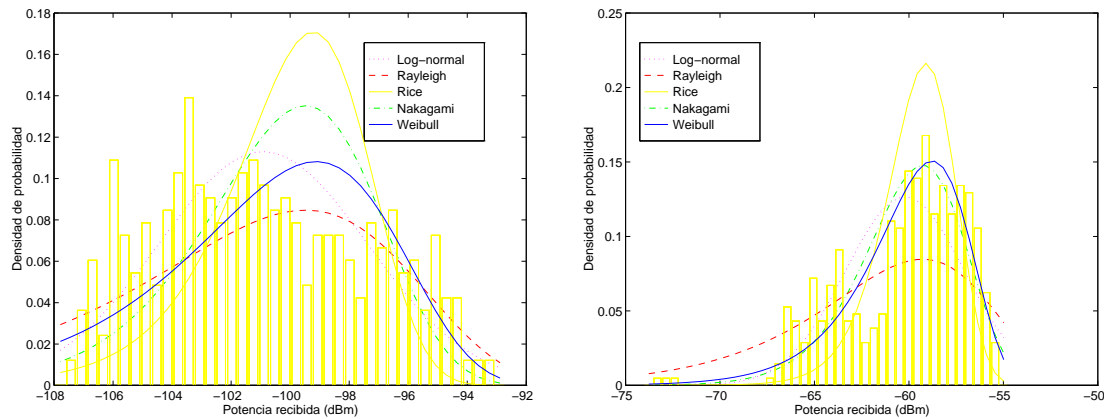 0.18
0.16
0.14
0.12
0.1
0.08
0.06
0.04
0.02
0
Densidad de probabilidad
Log−normal
Rayleigh
Rice
Nakagami
Weibull
−108 −106 −104 −102 −100 −98 −96 −94 −92
Potencia recibida (dBm)
0.25
0.2
0.15
0.1
0.05
0
Densidad de probabilidad
Log−normal
Rayleigh
Rice
Nakagami
Weibull
−75 −70 −65 −60 −55 −50
Potencia recibida (dBm)